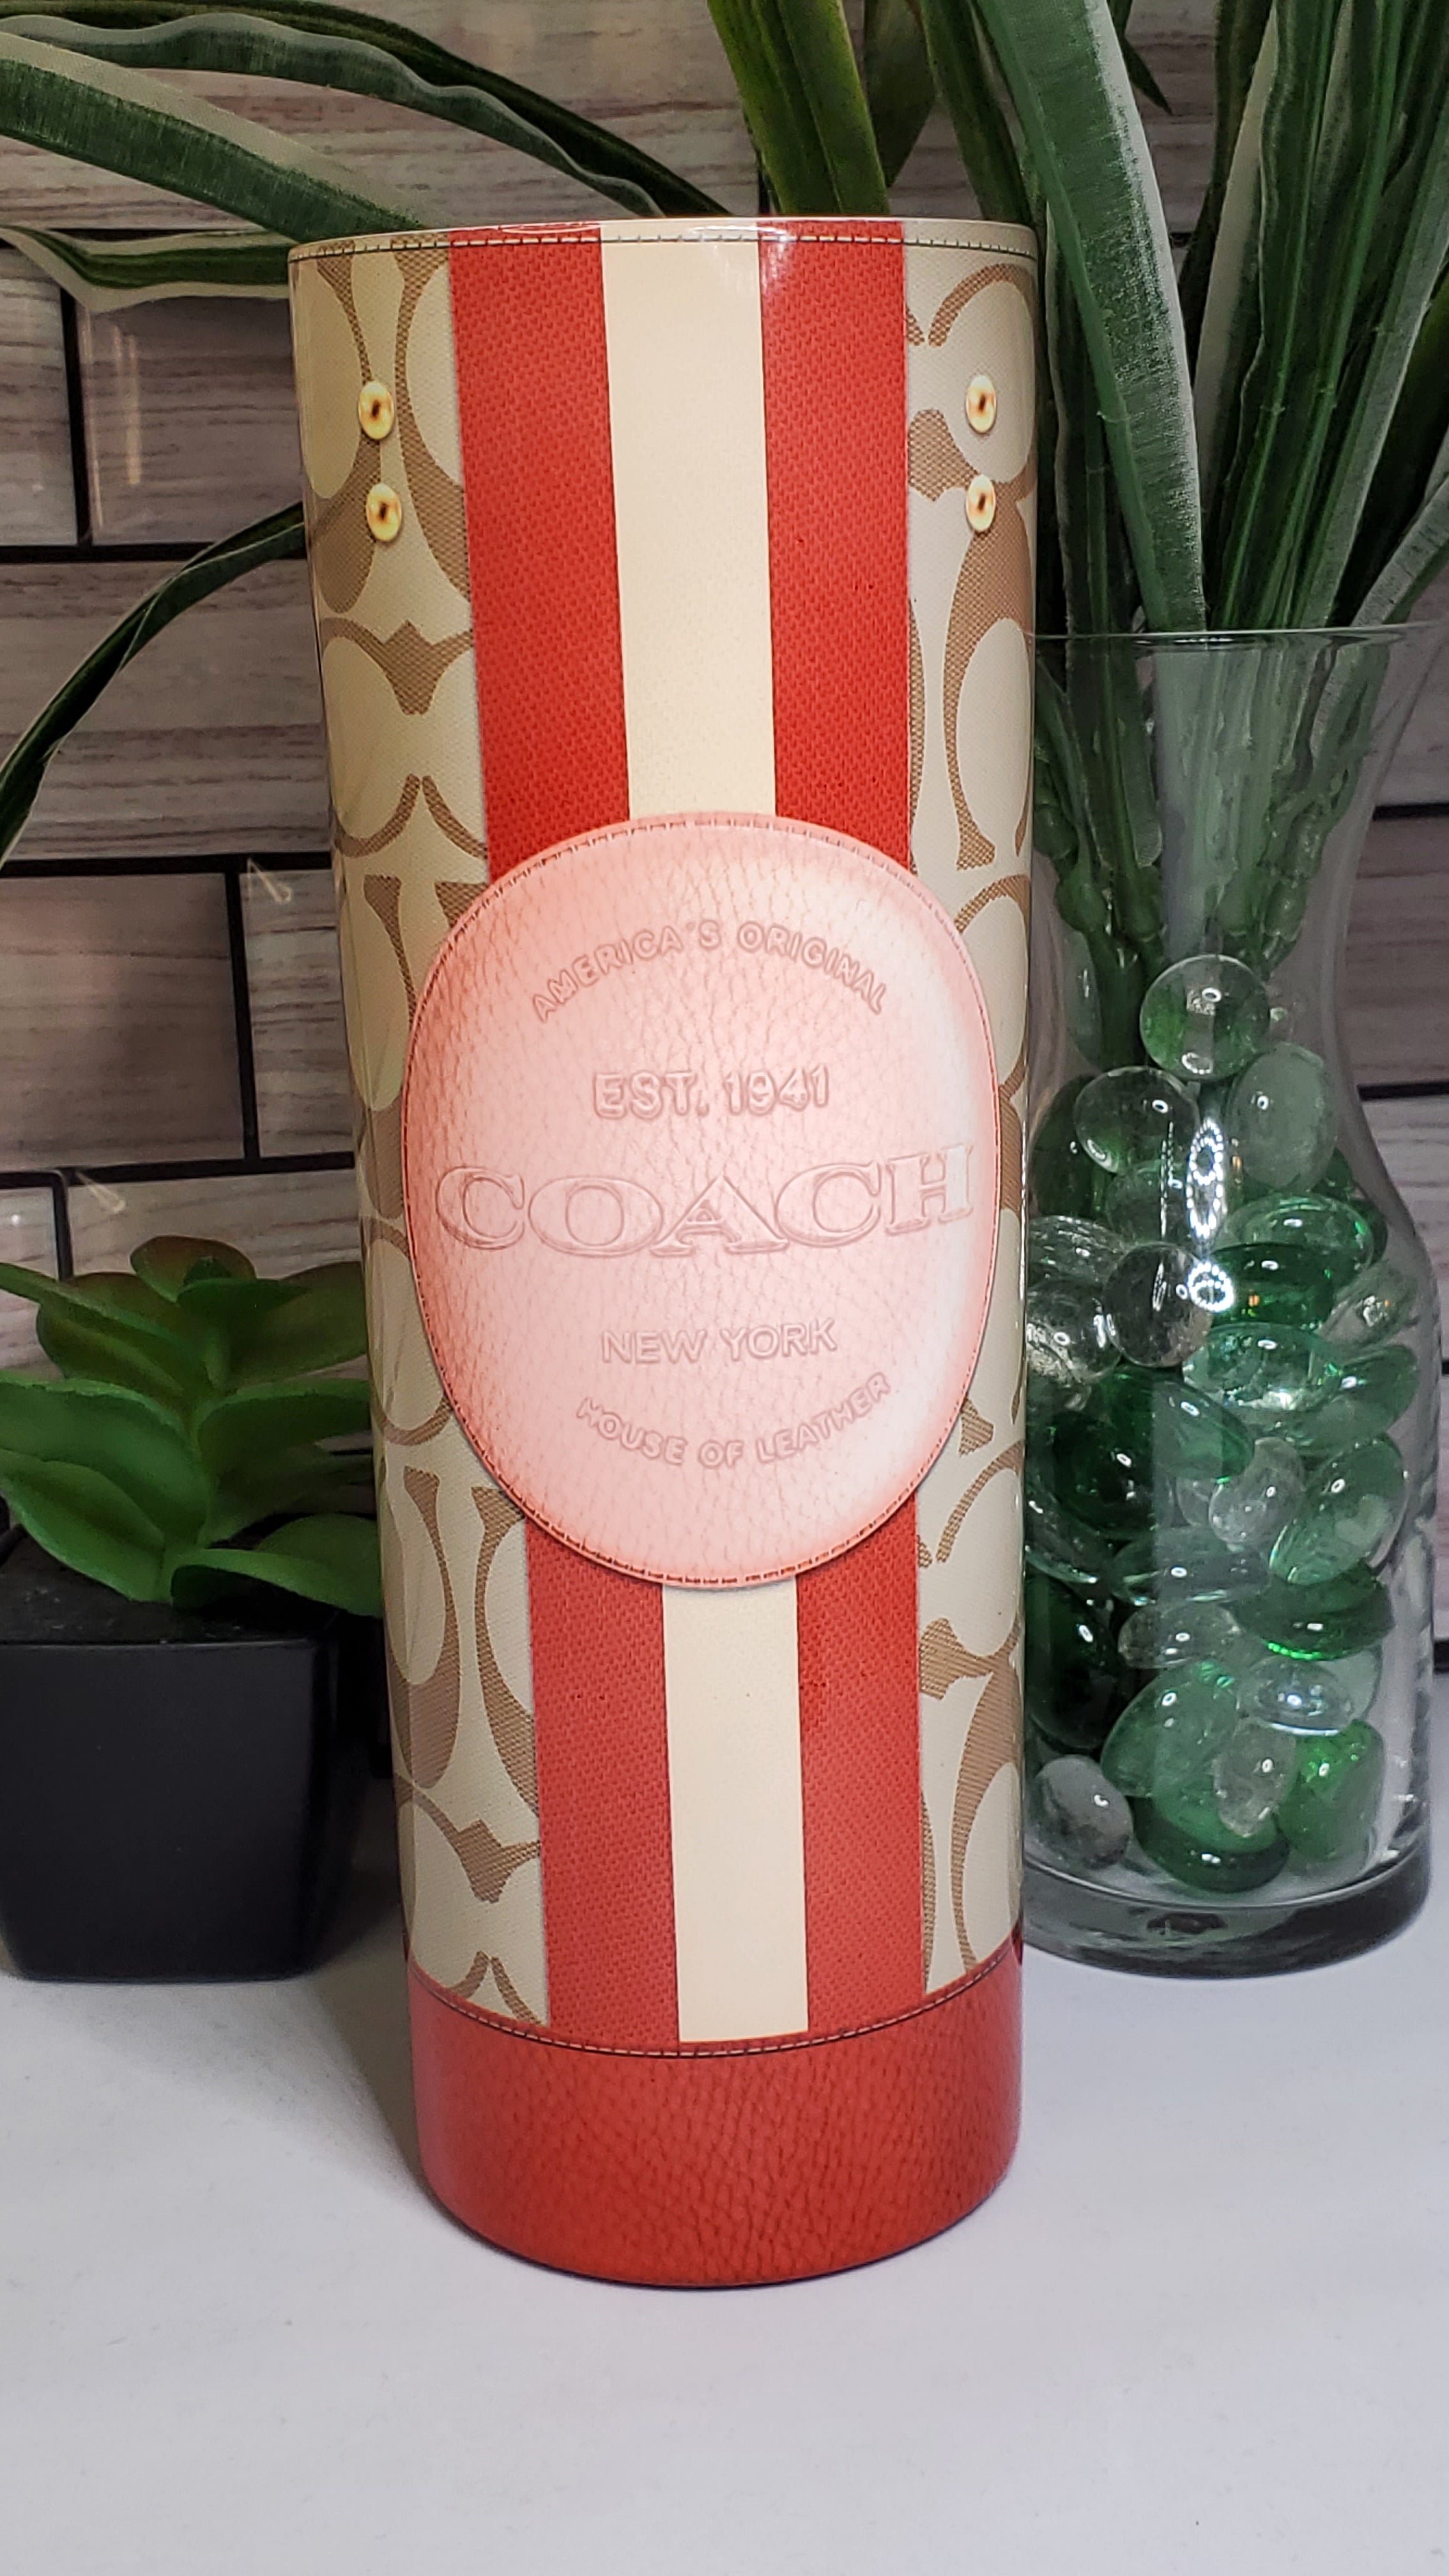 AMERICA'S ORIGINAL
EST. 1941
COACH
NEW YORK
HOUSE OF LEATHER